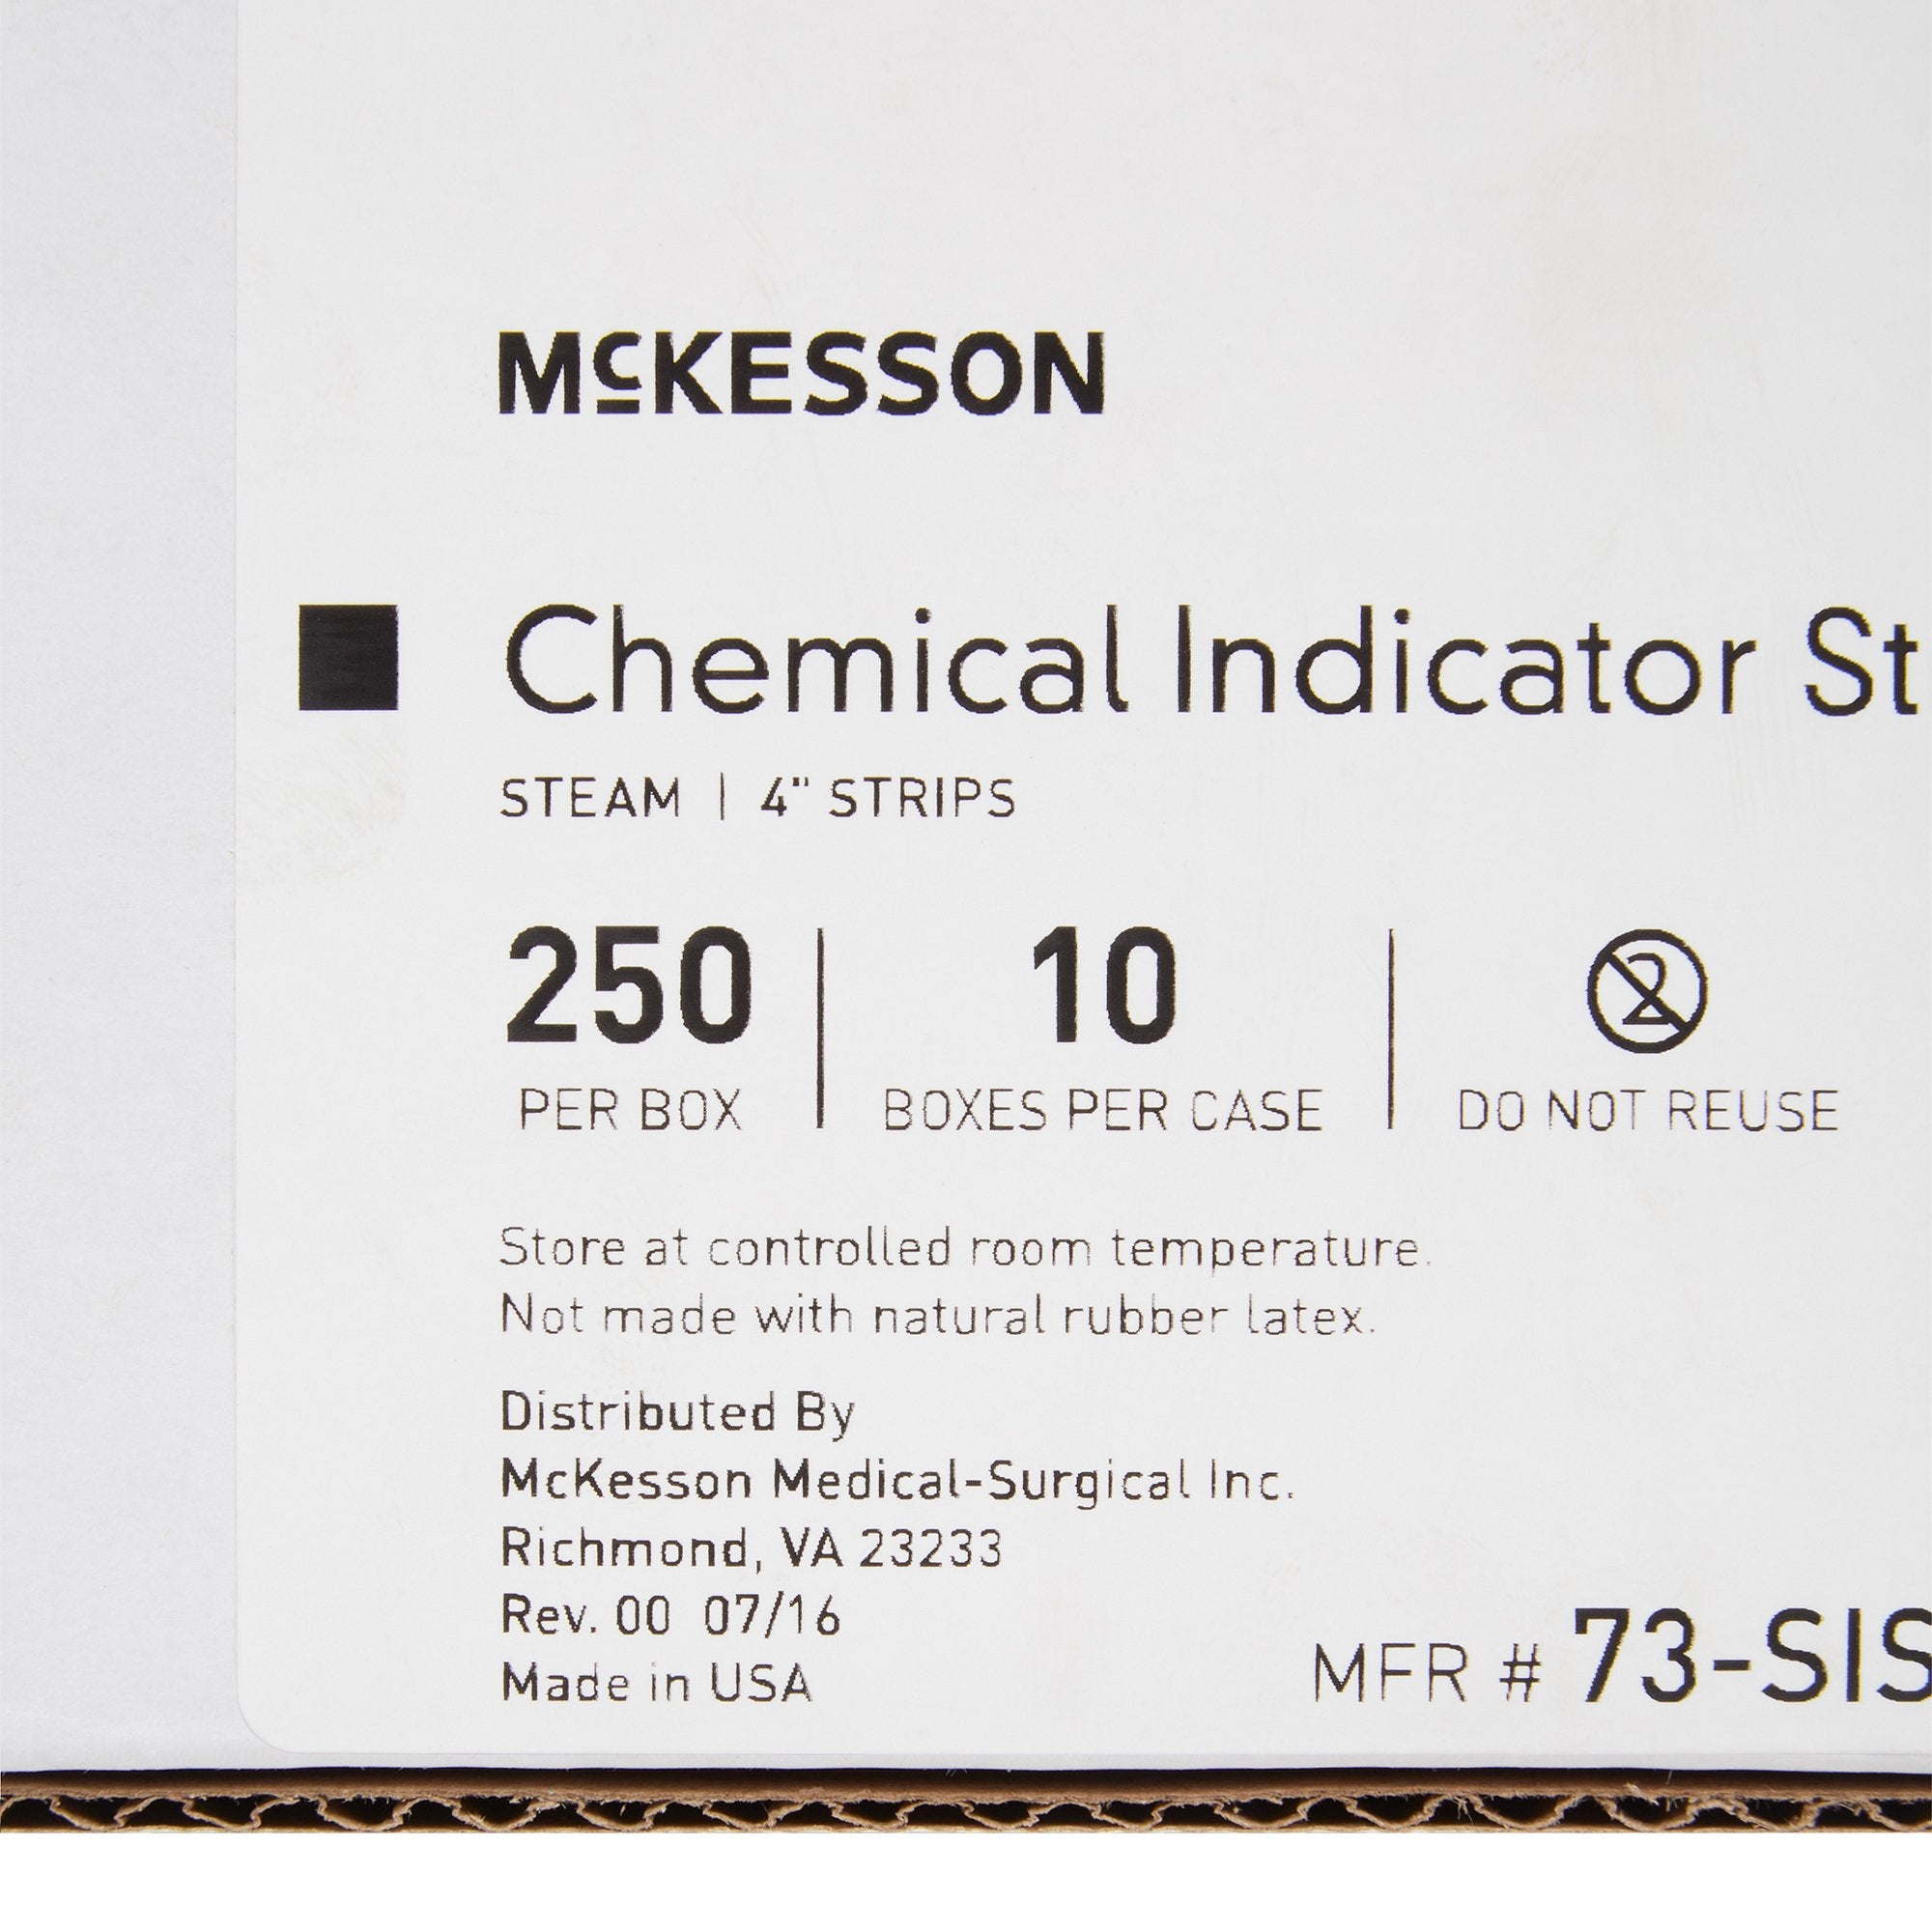 McKESSON
Chemical Indicator St
STEAM | 4" STRIPS
250 | 10 | 2
PER BOX | BOXES PER CASE | DO NOT REUSE
Store at controlled room temperature.
Not made with natural rubber latex.
Distributed By
McKesson Medical-Surgical Inc.
Richmond, VA 23233
Rev. 00 07/16
Made in USA
MFR # 73-SIS